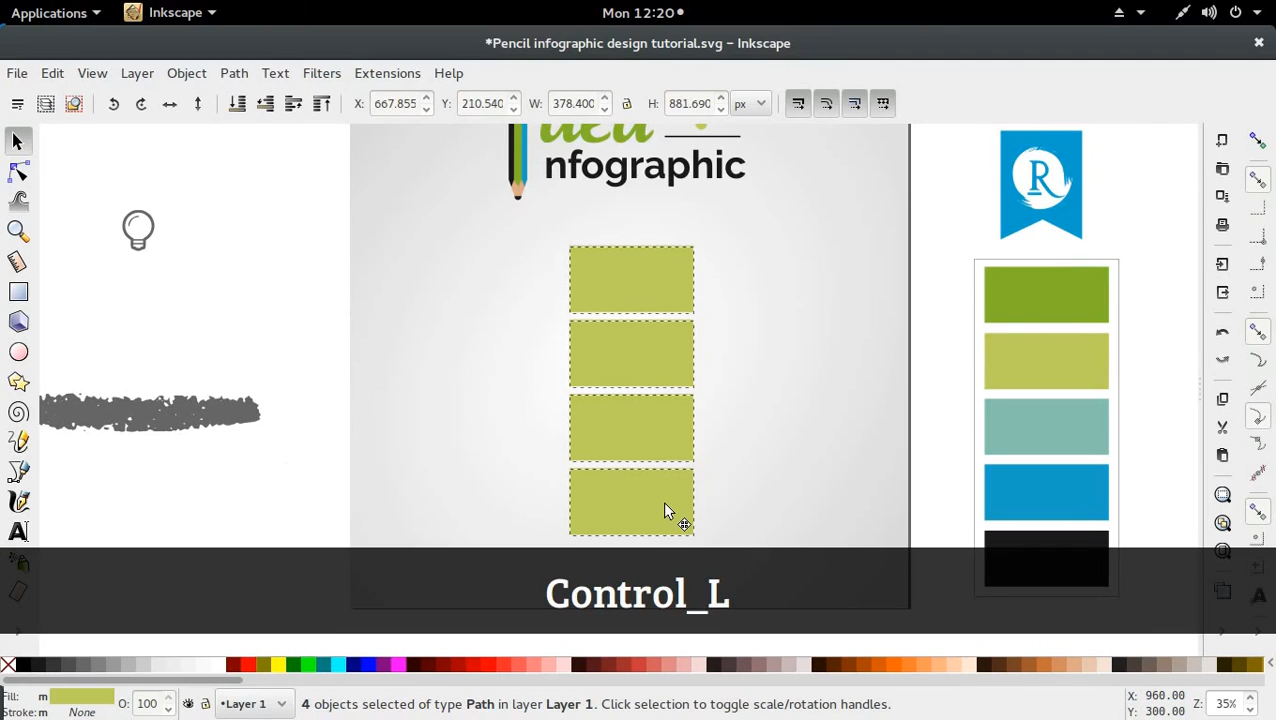 Applications Inkscape Mon 12:20
*Pencil infographic design tutorial.svg – Inkscape
File Edit View Layer Object Path Text Filters Extensions Help
X: 667.855 Y: 210.540 W: 378.400 H: 881.690 px
nfographic
R
Control_L
Fill: m O: 100 •Layer 1 4 objects selected of type Path in layer Layer 1. Click selection to toggle scale/rotation handles. X: 960.00 Z: 35%
Stroke: m None Y: 300.00